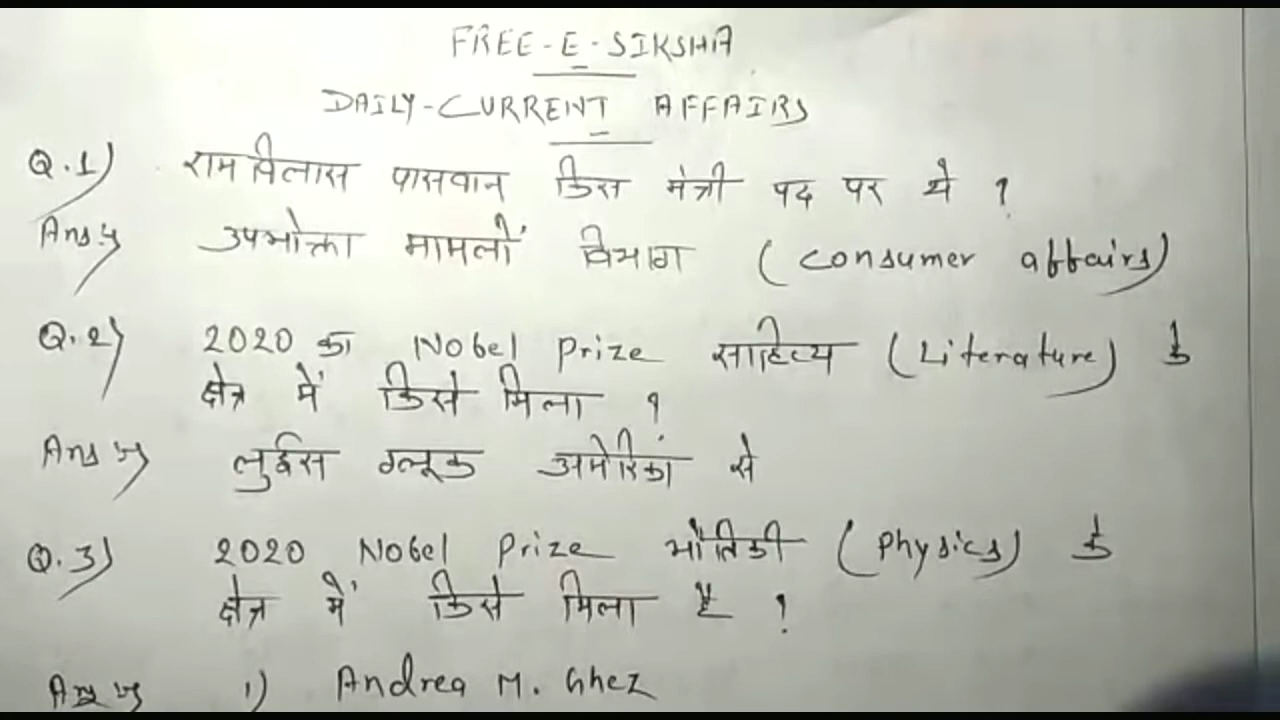 FREE-E-SIKSHA
DAILY-CURRENT AFFAIRS
Q.1) रामविलास पासवान किस मंत्री पद पर थे ?
Ans:- उपभोक्ता मामलों विभाग (consumer affairs)
Q.2) 2020 का Nobel Prize साहित्य (Literature) के
क्षेत्र में किसे मिला ?
Ans:- लुईस ग्लूक अमेरिका से
Q.3) 2020 Nobel Prize भौतिकी (Physics) के
क्षेत्र में किसे मिला है ?
Ans:- 1) Andrea M. Ghez